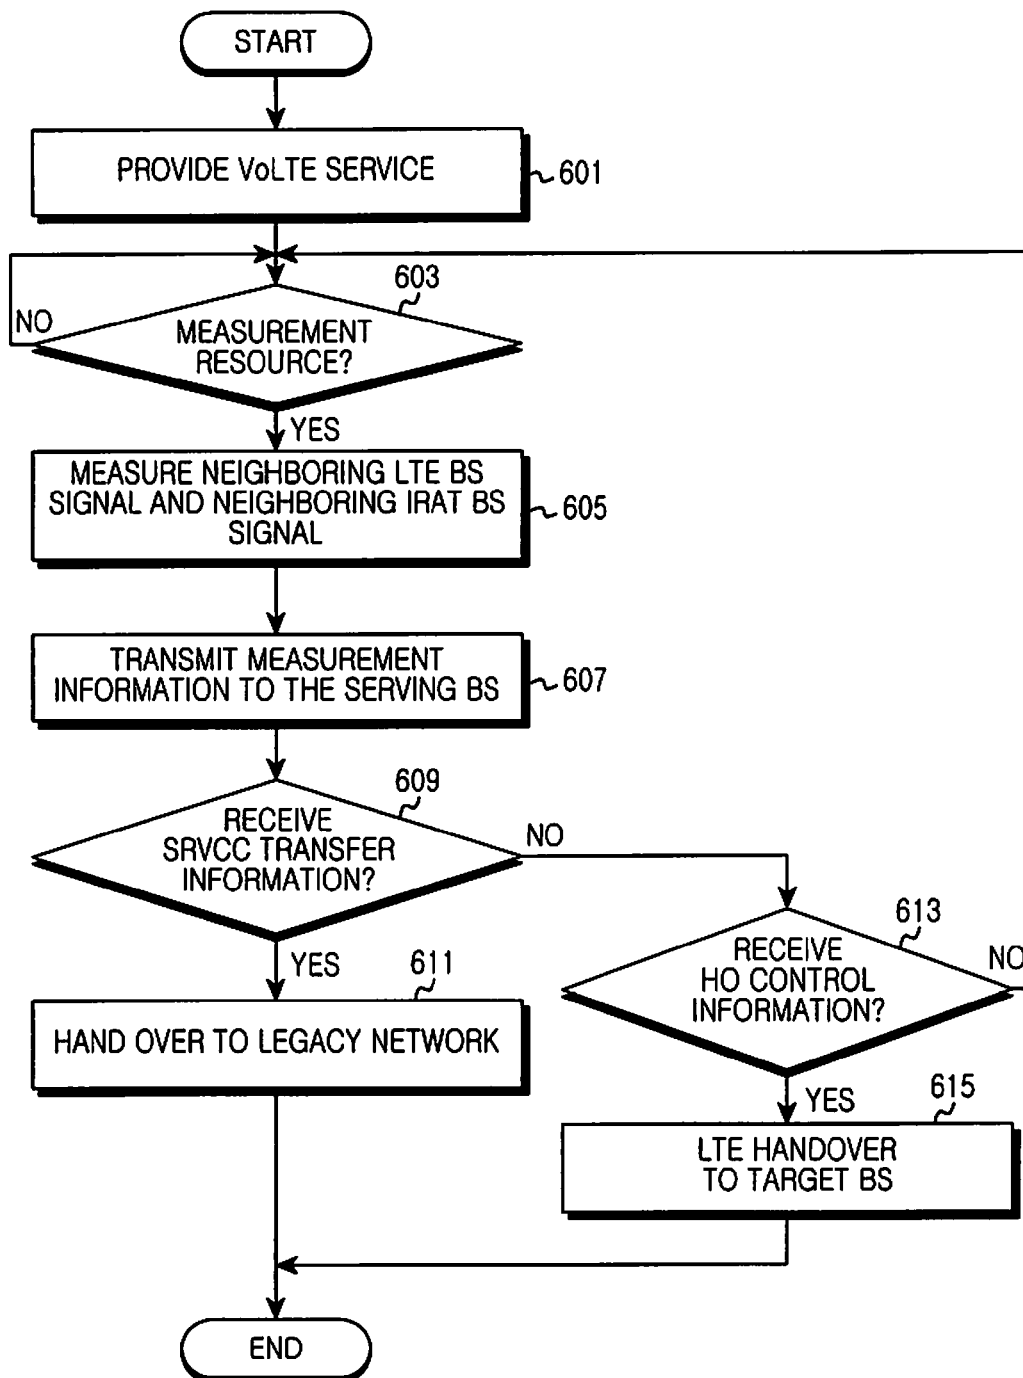 START
PROVIDE VoLTE SERVICE
601
603
NO
MEASUREMENT
RESOURCE?
YES
MEASURE NEIGHBORING LTE BS
SIGNAL AND NEIGHBORING IRAT BS
SIGNAL
605
TRANSMIT MEASUREMENT
INFORMATION TO THE SERVING BS
607
609
RECEIVE
SRVCC TRANSFER
INFORMATION?
NO
YES
611
HAND OVER TO LEGACY NETWORK
613
RECEIVE
HO CONTROL
INFORMATION?
NO
YES
615
LTE HANDOVER
TO TARGET BS
END